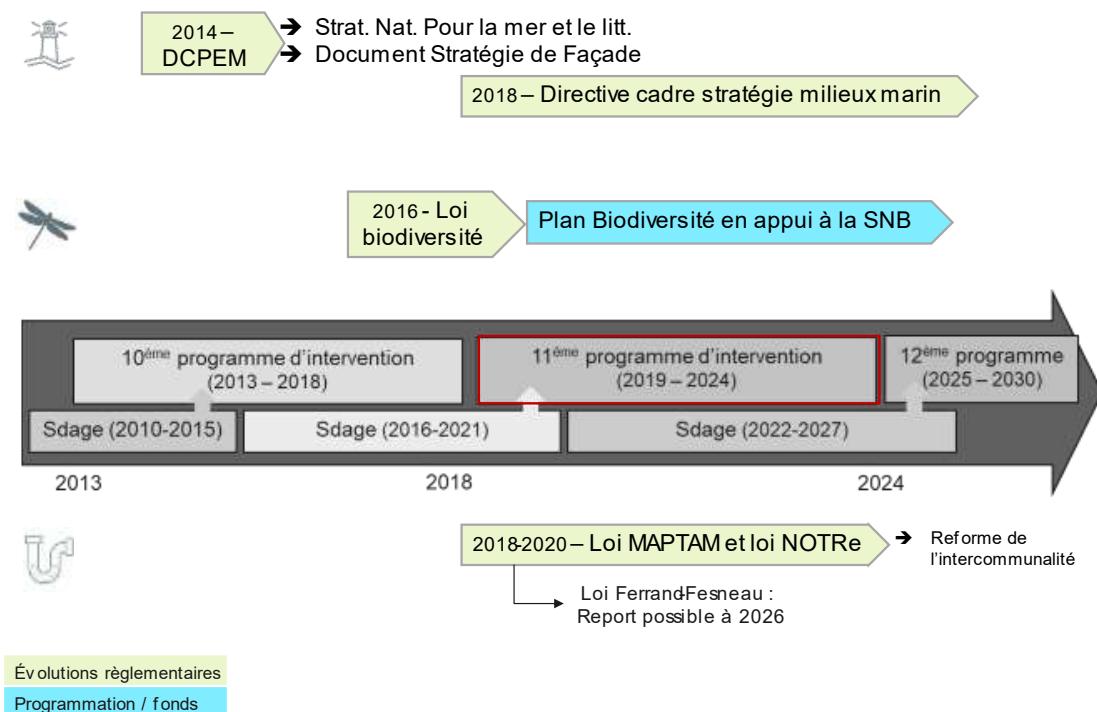 2014 –
DCPEM
➔ Strat. Nat. Pour la mer et le litt.
➔ Document Stratégie de Façade
2018 – Directive cadre stratégie milieux marin
2016 - Loi
biodiversité
Plan Biodiversité en appui à la SNB
10ème programme d'intervention
(2013 – 2018)
11ème programme d'intervention
(2019 – 2024)
12ème programme
(2025 – 2030)
Sdage (2010-2015)
Sdage (2016-2021)
Sdage (2022-2027)
2013
2018
2024
2018-2020 – Loi MAPTAM et loi NOTRe
➔ Reforme de
l'intercommunalité
Loi Ferrand-Fesneau :
Report possible à 2026
Évolutions règlementaires
Programmation / fonds